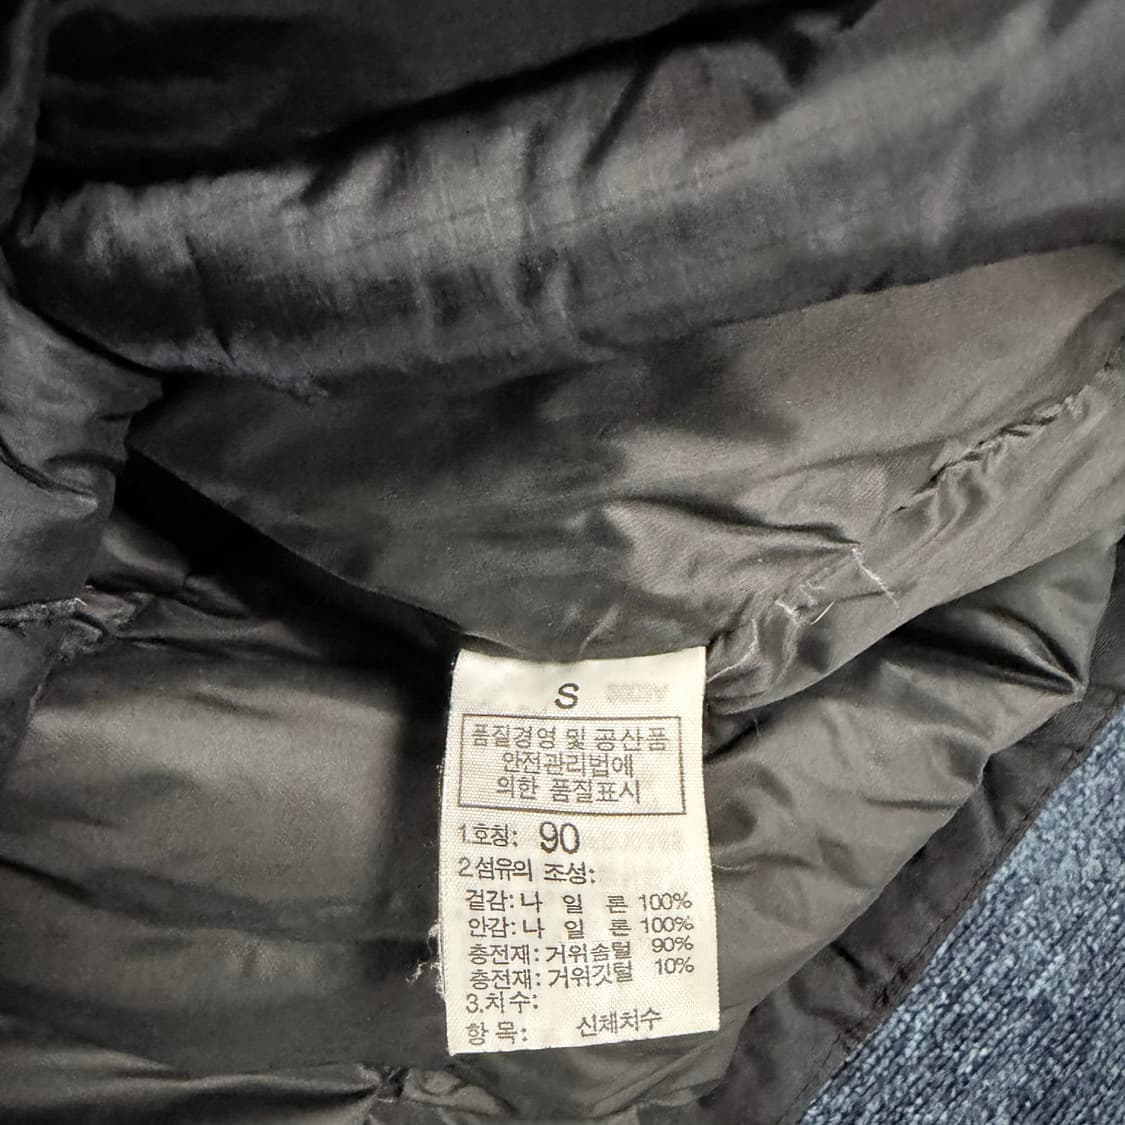 S
품질경영 및 공산품
안전관리법에
의한 품질표시
1.호칭: 90
2.섬유의 조성:
겉감: 나 일 론 100%
안감: 나 일 론 100%
충전재: 거위솜털 90%
충전재: 거위깃털 10%
3.치수:
항 목: 신체치수